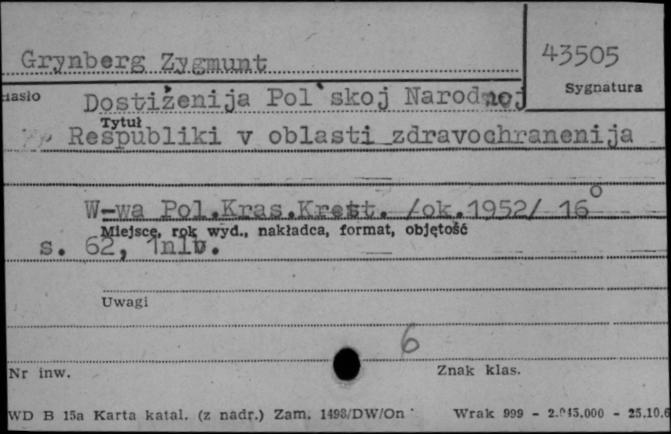 Grynberg Zygmunt
43505
Hasło
Sygnatura
Dostiženija Pol'skoj Narodnoj
Tytuł
Respubliki v oblasti zdravochranenija
W-wa Pol.Kras.Krest. /ok.1952/ 16°
Miejsce, rok wyd., nakładca, format, objętość
s. 62, 1nlb.
Uwagi
6
Nr inw.
Znak klas.
WD B 15a Karta katal. (z nadr.) Zam. 1498/DW/On Wrak 999 - 2.045.000 - 25.10.6